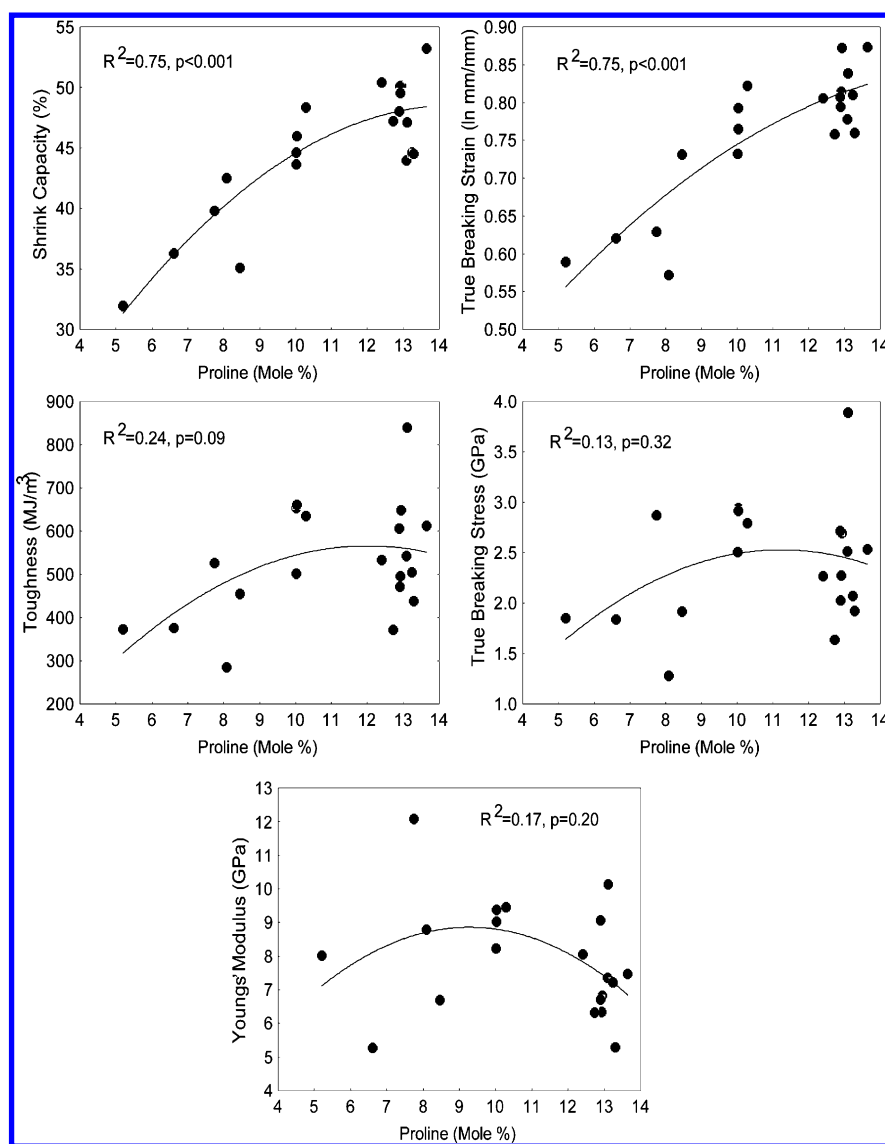 55
50
45
40
35
30
Shrink Capacity (%)
R²=0.75, p<0.001
4 5 6 7 8 9 10 11 12 13 14
Proline (Mole %)
0.90
0.85
0.80
0.75
0.70
0.65
0.60
0.55
0.50
True Breaking Strain (ln mm/mm)
R²=0.75, p<0.001
4 5 6 7 8 9 10 11 12 13 14
Proline (Mole %)
900
800
700
600
500
400
300
200
Toughness (MJ/m³)
R²=0.24, p=0.09
4 5 6 7 8 9 10 11 12 13 14
Proline (Mole %)
4.0
3.5
3.0
2.5
2.0
1.5
1.0
True Breaking Stress (GPa)
R²=0.13, p=0.32
4 5 6 7 8 9 10 11 12 13 14
Proline (Mole %)
13
12
11
10
9
8
7
6
5
4
Youngs' Modulus (GPa)
R²=0.17, p=0.20
4 5 6 7 8 9 10 11 12 13 14
Proline (Mole %)